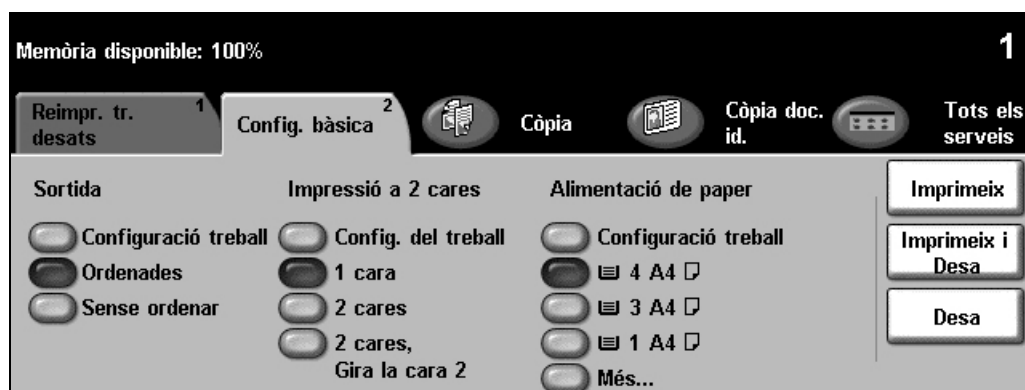 Memòria disponible: 100%
1
Reimpr. tr.
desats
1
Config. bàsica
2
Còpia
Còpia doc.
id.
Tots els
serveis
Sortida
Configuració treball
Ordenades
Sense ordenar
Impressió a 2 cares
Config. del treball
1 cara
2 cares
2 cares,
Gira la cara 2
Alimentació de paper
Configuració treball
4 A4
3 A4
1 A4
Més...
Imprimeix
Imprimeix i
Desa
Desa